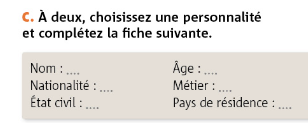 C. À deux, choisissez une personnalité
et complétez la fiche suivante.
Nom : .... Âge : ....
Nationalité : .... Métier : ....
État civil : .... Pays de résidence : ....